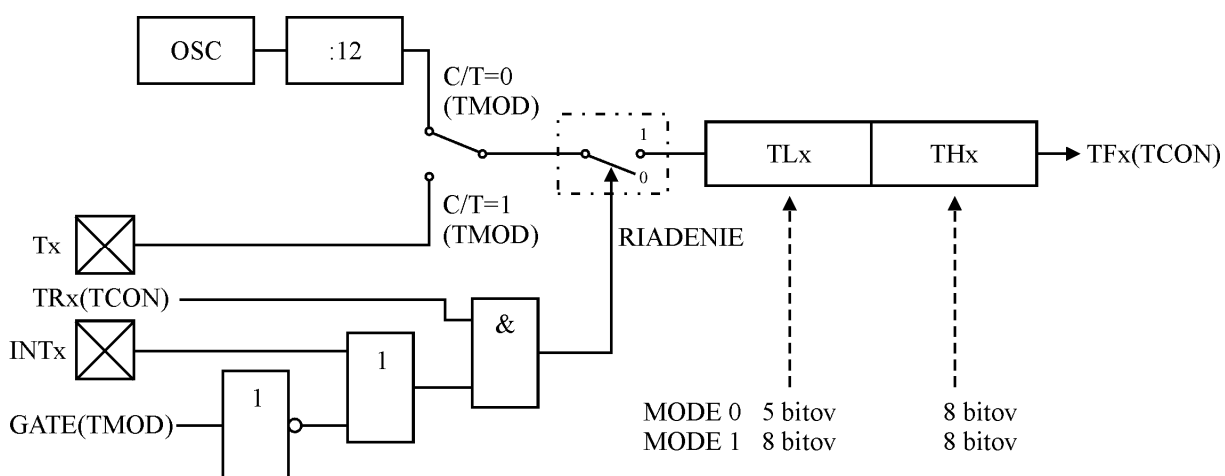 OSC
:12
C/T=0
(TMOD)
1
0
TLx
THx
TFx(TCON)
C/T=1
(TMOD)
Tx
RIADENIE
TRx(TCON)
&
INTx
1
1
GATE(TMOD)
MODE 0 5 bitov 8 bitov
MODE 1 8 bitov 8 bitov